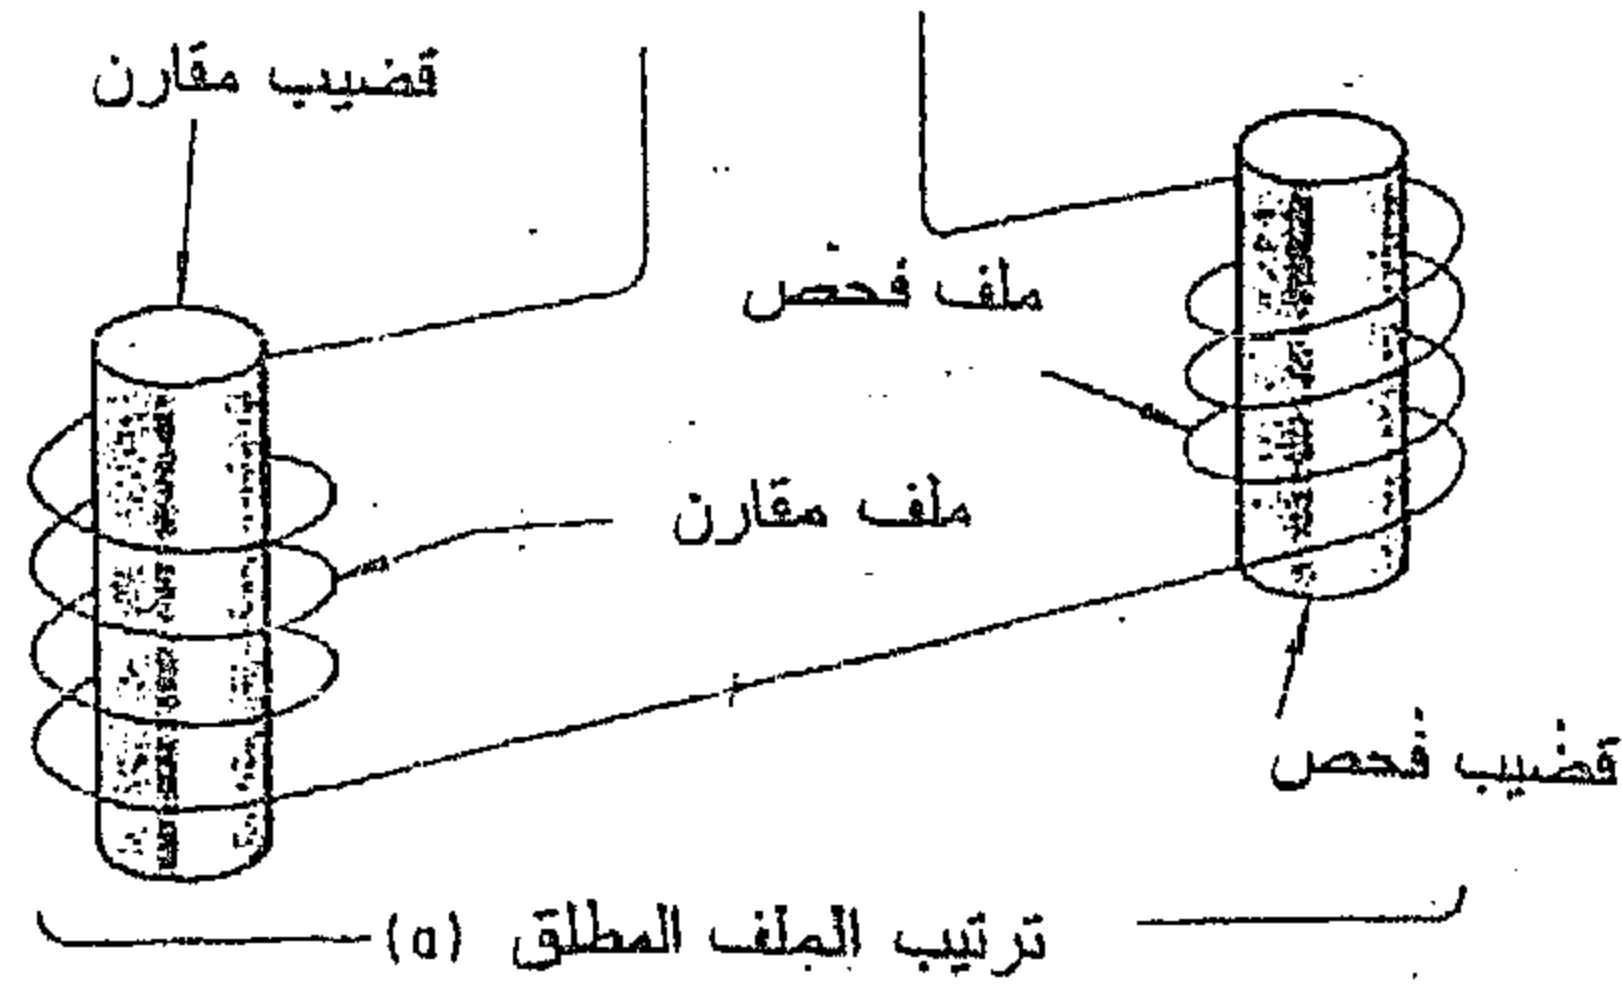 قضيب مقارن
ملف فحص
ملف مقارن
قضيب فحص
(a) ترتيب الملف المطلق